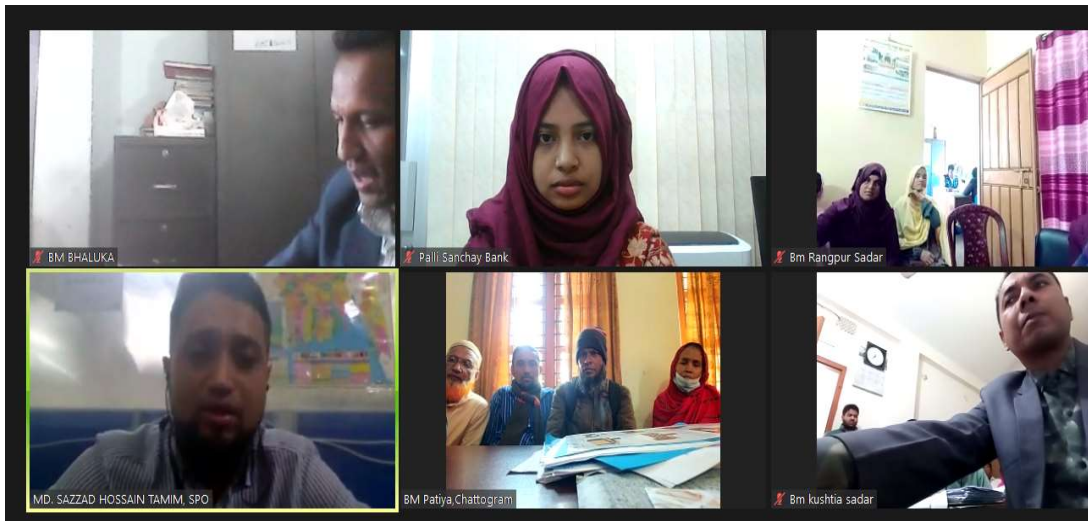 BM BHALUKA
Palli Sanchay Bank
Bm Rangpur Sadar
MD. SAZZAD HOSSAIN TAMIM, SPO
BM Patiya,Chattogram
Bm kushtia sadar